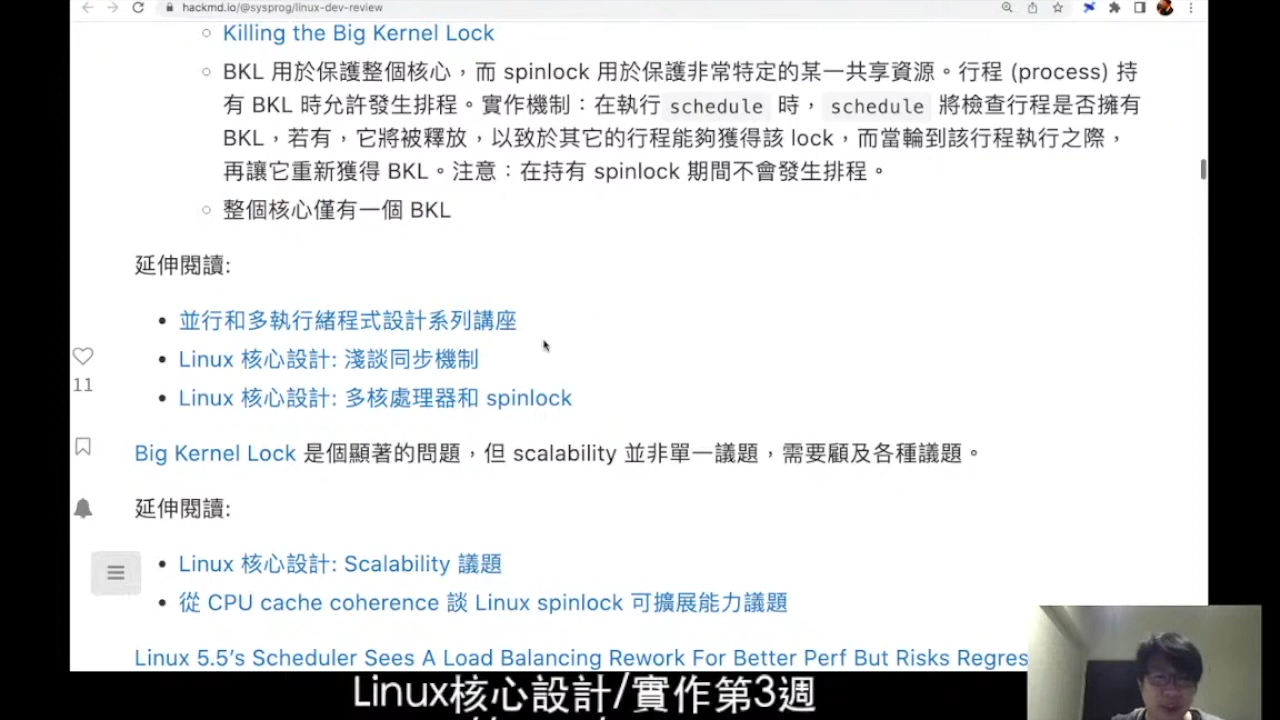 hackmd.io/@sysprog/linux-dev-review
Killing the Big Kernel Lock
BKL 用於保護整個核心，而 spinlock 用於保護非常特定的某一共享資源。行程 (process) 持
有 BKL 時允許發生排程。實作機制：在執行 schedule 時， schedule 將檢查行程是否擁有
BKL，若有，它將被釋放，以致於其它的行程能夠獲得該 lock，而當輪到該行程執行之際，
再讓它重新獲得 BKL。注意：在持有 spinlock 期間不會發生排程。
整個核心僅有一個 BKL
延伸閱讀:
並行和多執行緒程式設計系列講座
Linux 核心設計: 淺談同步機制
11
Linux 核心設計: 多核處理器和 spinlock
Big Kernel Lock 是個顯著的問題，但 scalability 並非單一議題，需要顧及各種議題。
延伸閱讀:
Linux 核心設計: Scalability 議題
從 CPU cache coherence 談 Linux spinlock 可擴展能力議題
Linux 5.5's Scheduler Sees A Load Balancing Rework For Better Perf But Risks Regres
Linux核心設計/實作第3週